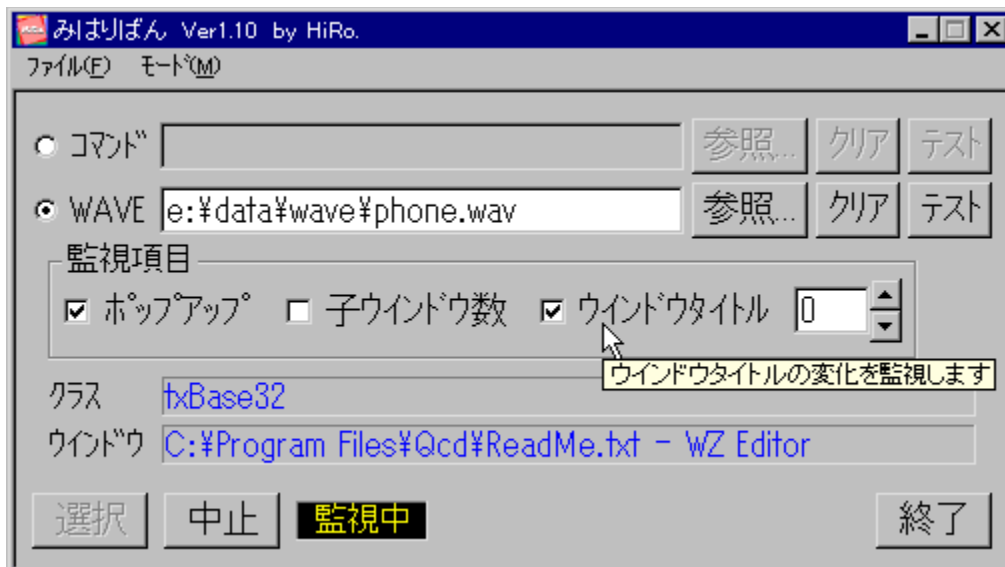 みはりばん Ver1.10 by HiRo.
ファイル(F) モード(M)
コマンド 参照... クリア テスト
WAVE e:¥data¥wave¥phone.wav 参照... クリア テスト
監視項目
ポップアップ 子ウインドウ数 ウインドウタイトル 0
ウインドウタイトルの変化を監視します
クラス txBase32
ウインドウ C:¥Program Files¥Qcd¥ReadMe.txt - WZ Editor
選択 中止 監視中 終了